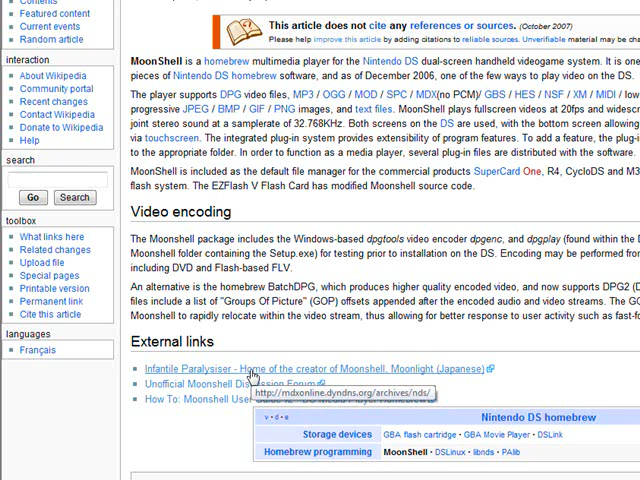 Contents
Featured content
Current events
Random article
interaction
About Wikipedia
Community portal
Recent changes
Contact Wikipedia
Donate to Wikipedia
Help
search
Go Search
toolbox
What links here
Related changes
Upload file
Special pages
Printable version
Permanent link
Cite this article
languages
Français
This article does not cite any references or sources. (October 2007)
Please help improve this article by adding citations to reliable sources. Unverifiable material may be
MoonShell is a homebrew multimedia player for the Nintendo DS dual-screen handheld videogame system. It is one
pieces of Nintendo DS homebrew software, and as of December 2006, one of the few ways to play video on the DS.
The player supports DPG video files, MP3 / OGG / MOD / SPC / MDX(no PCM)/ GBS / HES / NSF / XM / MIDI / low
progressive JPEG / BMP / GIF / PNG images, and text files. MoonShell plays fullscreen videos at 20fps and
joint sound at a samplerate of 32.768KHz. Both screens on the DS are used, with the bottom screen allowing
via touchscreen. The integrated plug-in system provides extensibility of program features. To add a feature, the
to the appropriate folder. In order to function as a media player, several plug-in files are distributed with the software.
MoonShell is included as the default file manager for the commercial products SuperCard One, R4, CycloDS and M3
flash system. The EZFlash V Flash Card has modified Moonshell source code.
Video encoding
The Moonshell package includes the Windows-based dpgtools video encoder dpgenc, and dpgplay (found within the
Moonshell folder containing the Setup.exe) for testing prior to installation on the DS. Encoding may be performed
including DVD and Flash-based FLV.
An alternative is the homebrew BatchDPG, which produces higher quality encoded video, and now supports DPG2
files include a list of "Groups Of Picture" (GOP) offsets appended after the encoded audio and video streams. The
Moonshell to rapidly relocate within the video stream, thus allowing for better response to user activity such as
External links
Infantile Paralysiser - Home of the creator of Moonshell, Moonlight (Japanese)
Unofficial Moonshell Discussion Forum
http://mdxonline.dyndns.org/archives/nds/
How To: Moonshell User
v • d • e Nintendo DS homebrew
Storage devices GBA flash cartridge • GBA Movie Player • DSLink
Homebrew programming MoonShell • DSLinux • libnds • PAlib